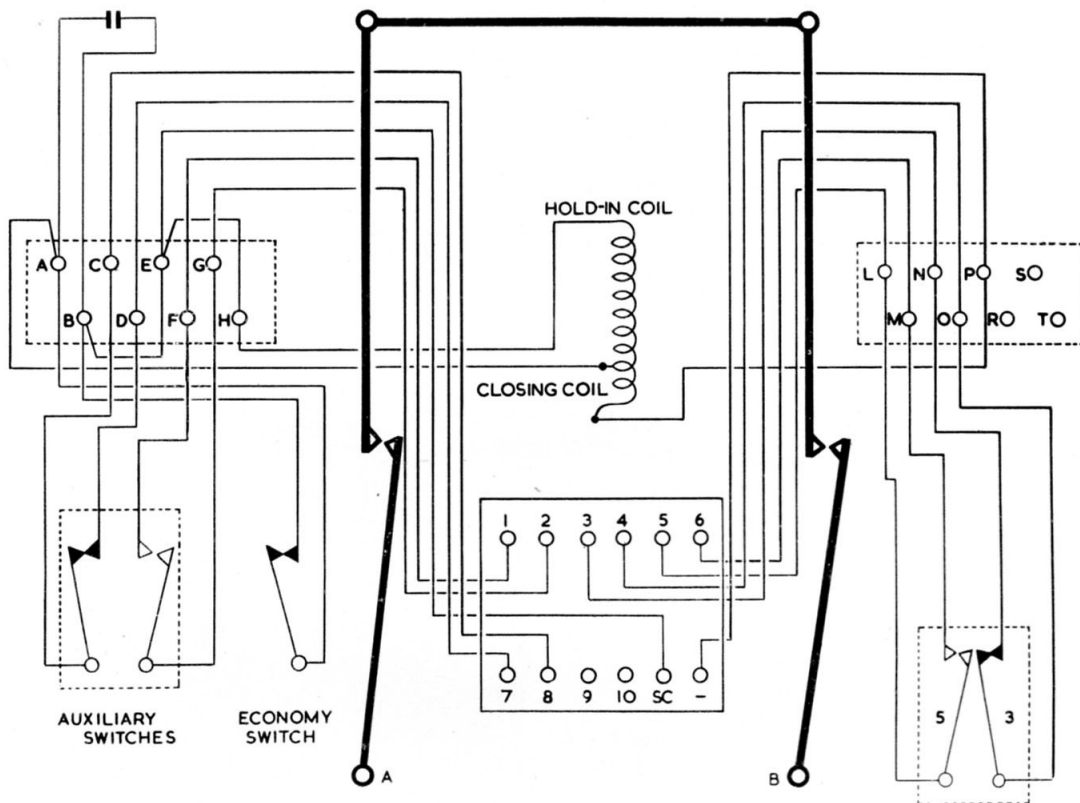 HOLD-IN COIL
A C E G
B D F H
L N P S
M O R T
CLOSING COIL
1 2 3 4 5 6
7 8 9 10 SC -
5 3
AUXILIARY
SWITCHES
ECONOMY
SWITCH
A
B